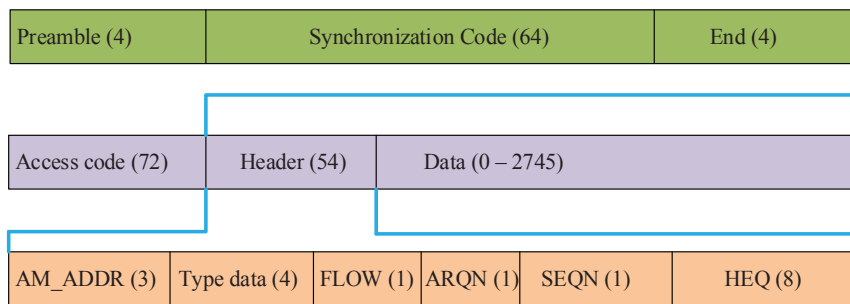 Preamble (4) Synchronization Code (64) End (4)
Access code (72) Header (54) Data (0 – 2745)
AM_ADDR (3) Type data (4) FLOW (1) ARQN (1) SEQN (1) HEQ (8)